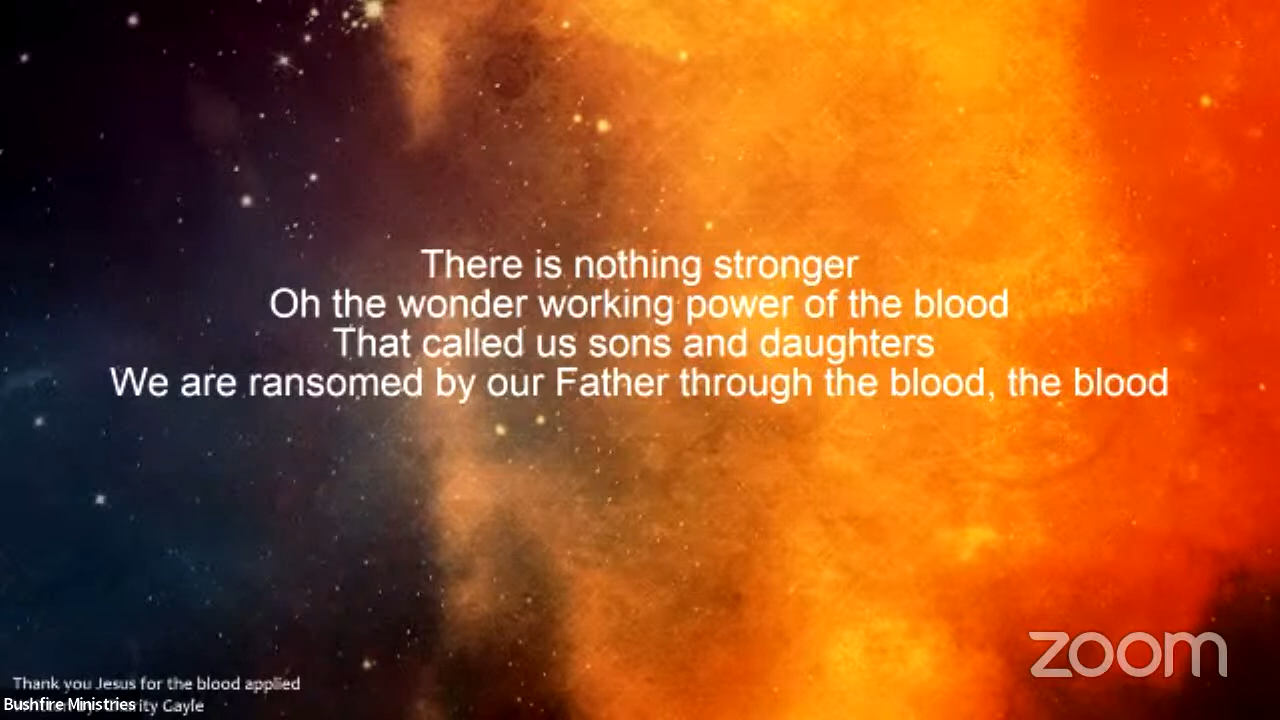 There is nothing stronger
Oh the wonder working power of the blood
That called us sons and daughters
We are ransomed by our Father through the blood, the blood
zoom
Thank you Jesus for the blood applied
Bushfire Ministries
Gayle